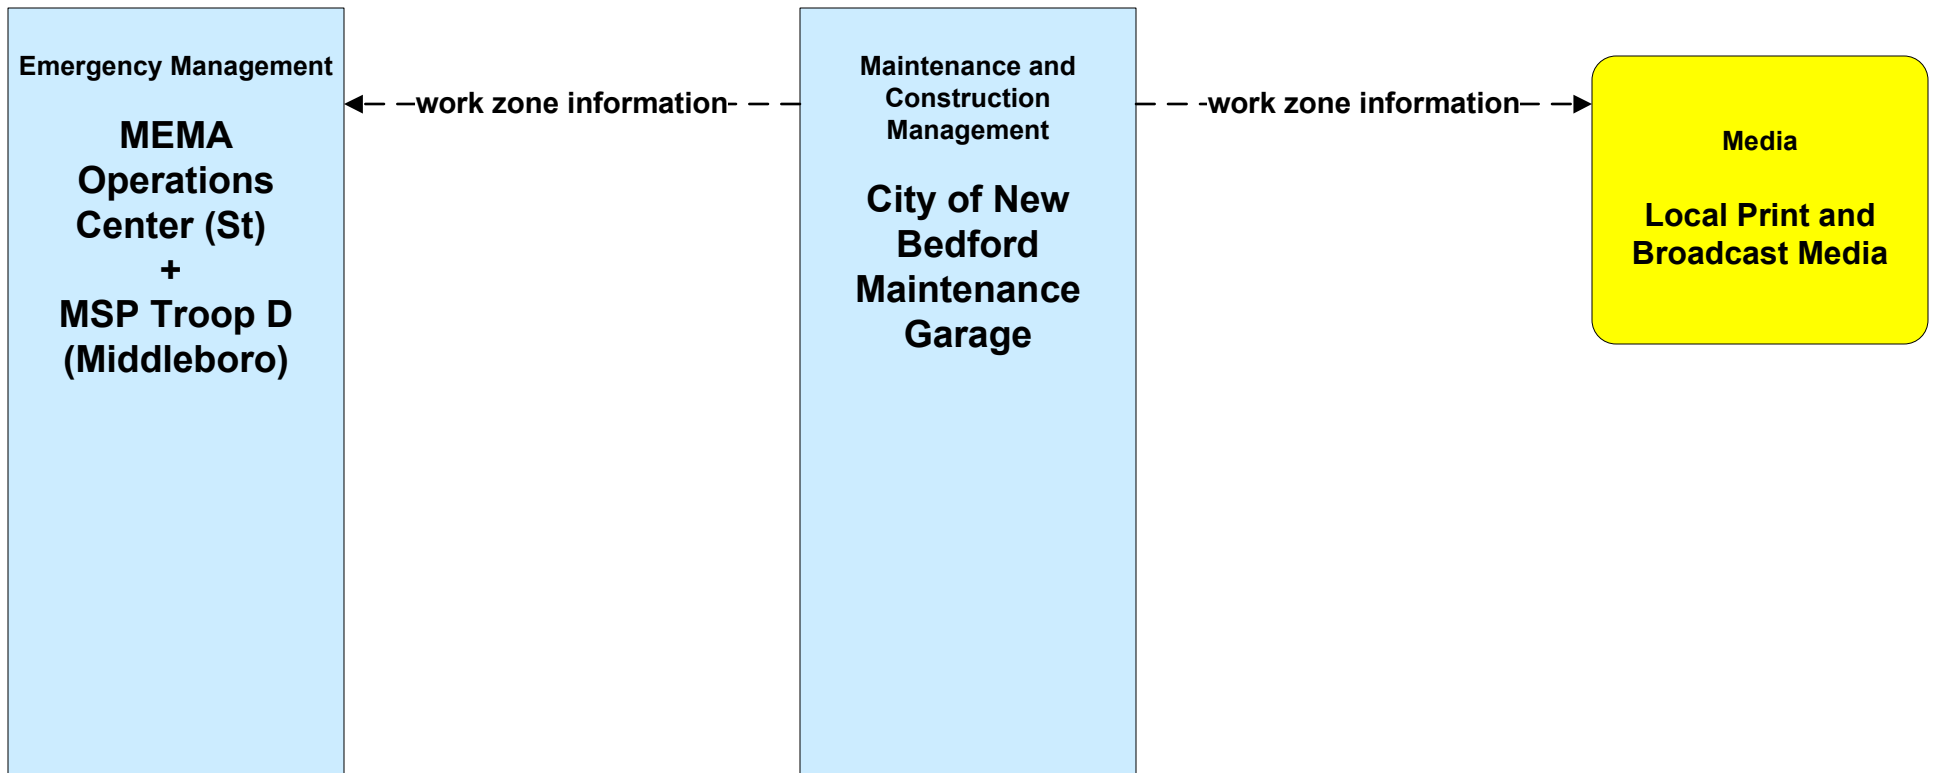 Emergency Management
MEMA
Operations
Center (St)
+
MSP Troop D
(Middleboro)
work zone information
Maintenance and
Construction
Management
City of New
Bedford
Maintenance
Garage
work zone information
Media
Local Print and
Broadcast Media